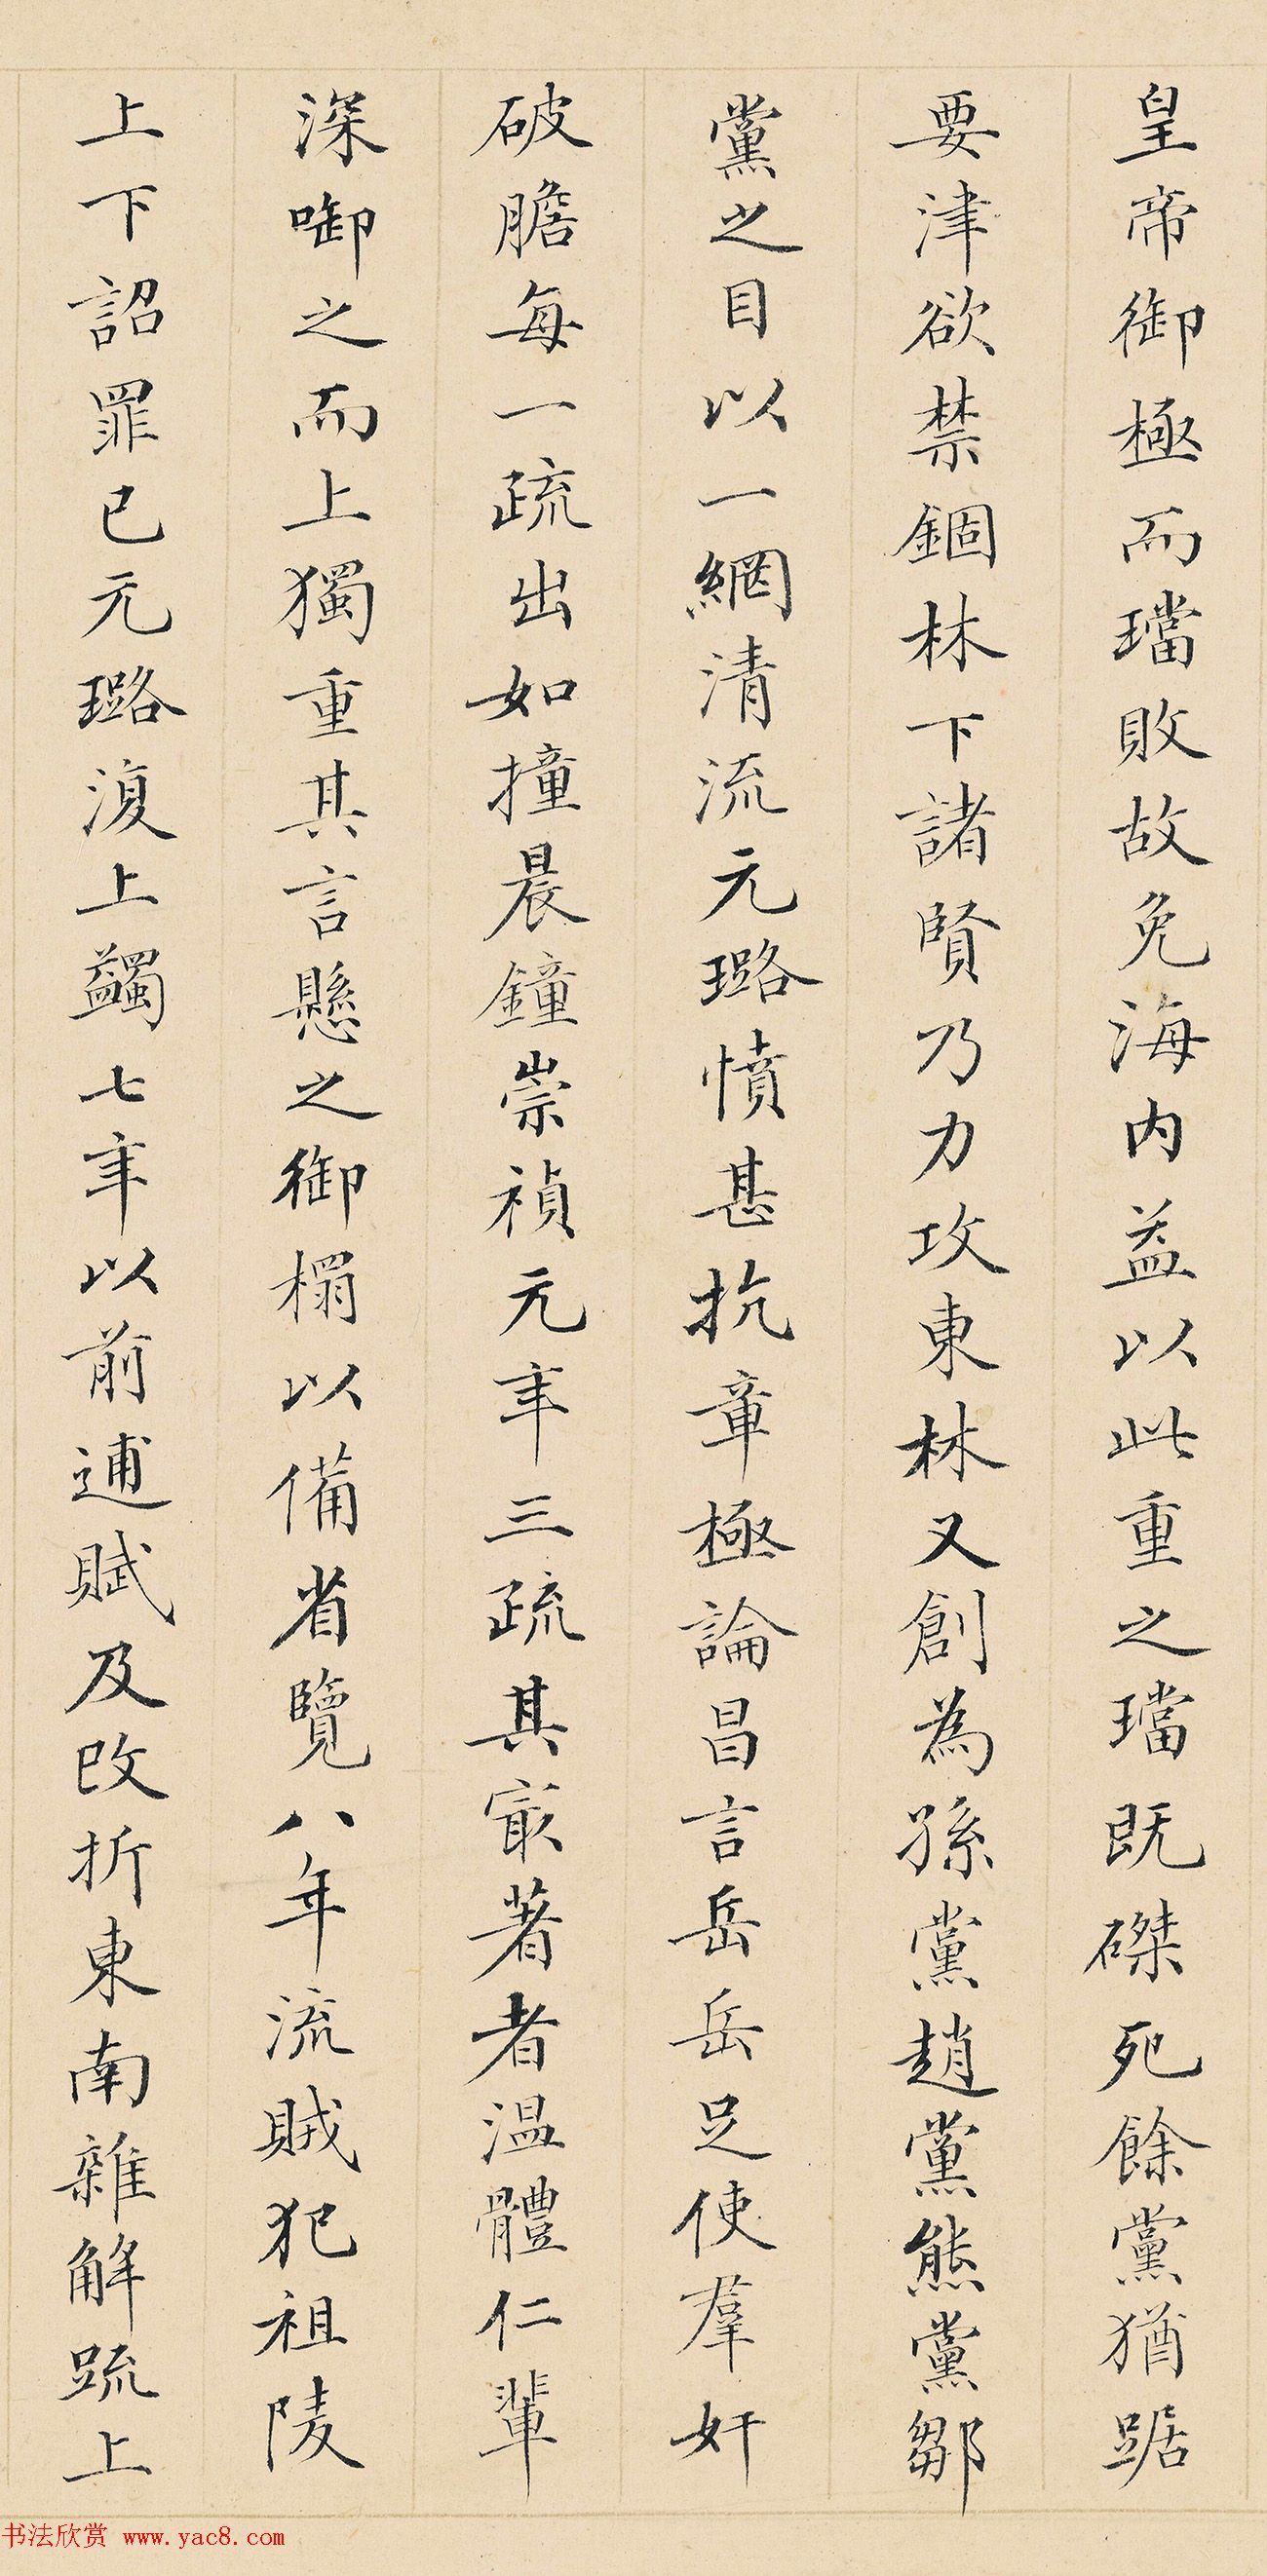 皇帝御極而璫敗故免海内益以此重之璫既磔死餘黨猶踞
要津欲禁錮林下諸賢乃力攻東林又創為孫黨趙黨熊黨鄒
黨之目以一網清流元璐憤甚抗章極論昌言岳岳足使羣奸
破膽每一疏出如撞晨鐘崇禎元年三疏其㝡著者溫體仁輩
深啣之而上獨重其言懸之御榻以備省覽八年流賊犯祖陵
上下詔罪已元璐復上蠲七年以前逋賦及改折東南雜解疏上
书法欣赏 www.yac8.com